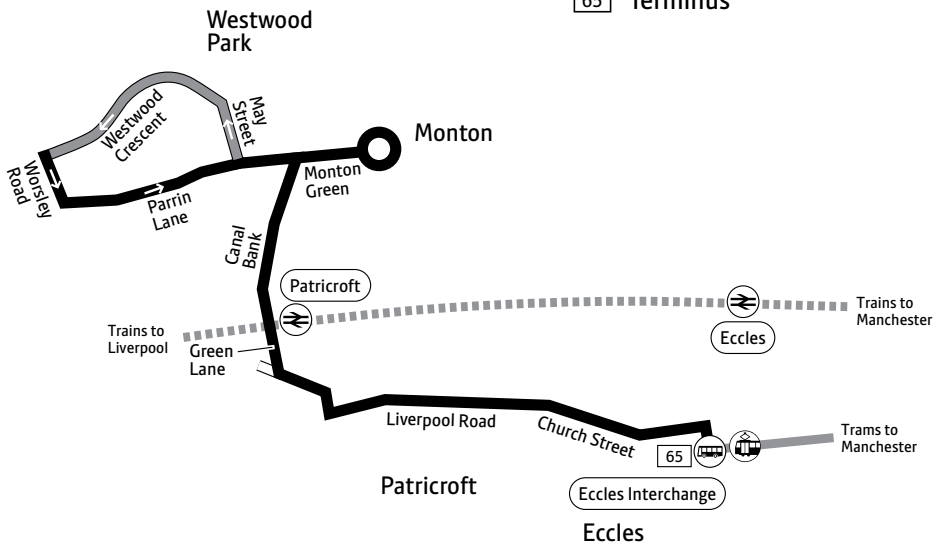 65 Terminus
Westwood
Park
May
Street
Westwood
Crescent
Monton
Worsley
Road
Monton
Green
Parrin
Lane
Canal
Bank
Patricroft
Trains to
Liverpool
Trains to
Manchester
Eccles
Green
Lane
Liverpool Road
Church Street
Trams to
Manchester
65
Patricroft
Eccles Interchange
Eccles